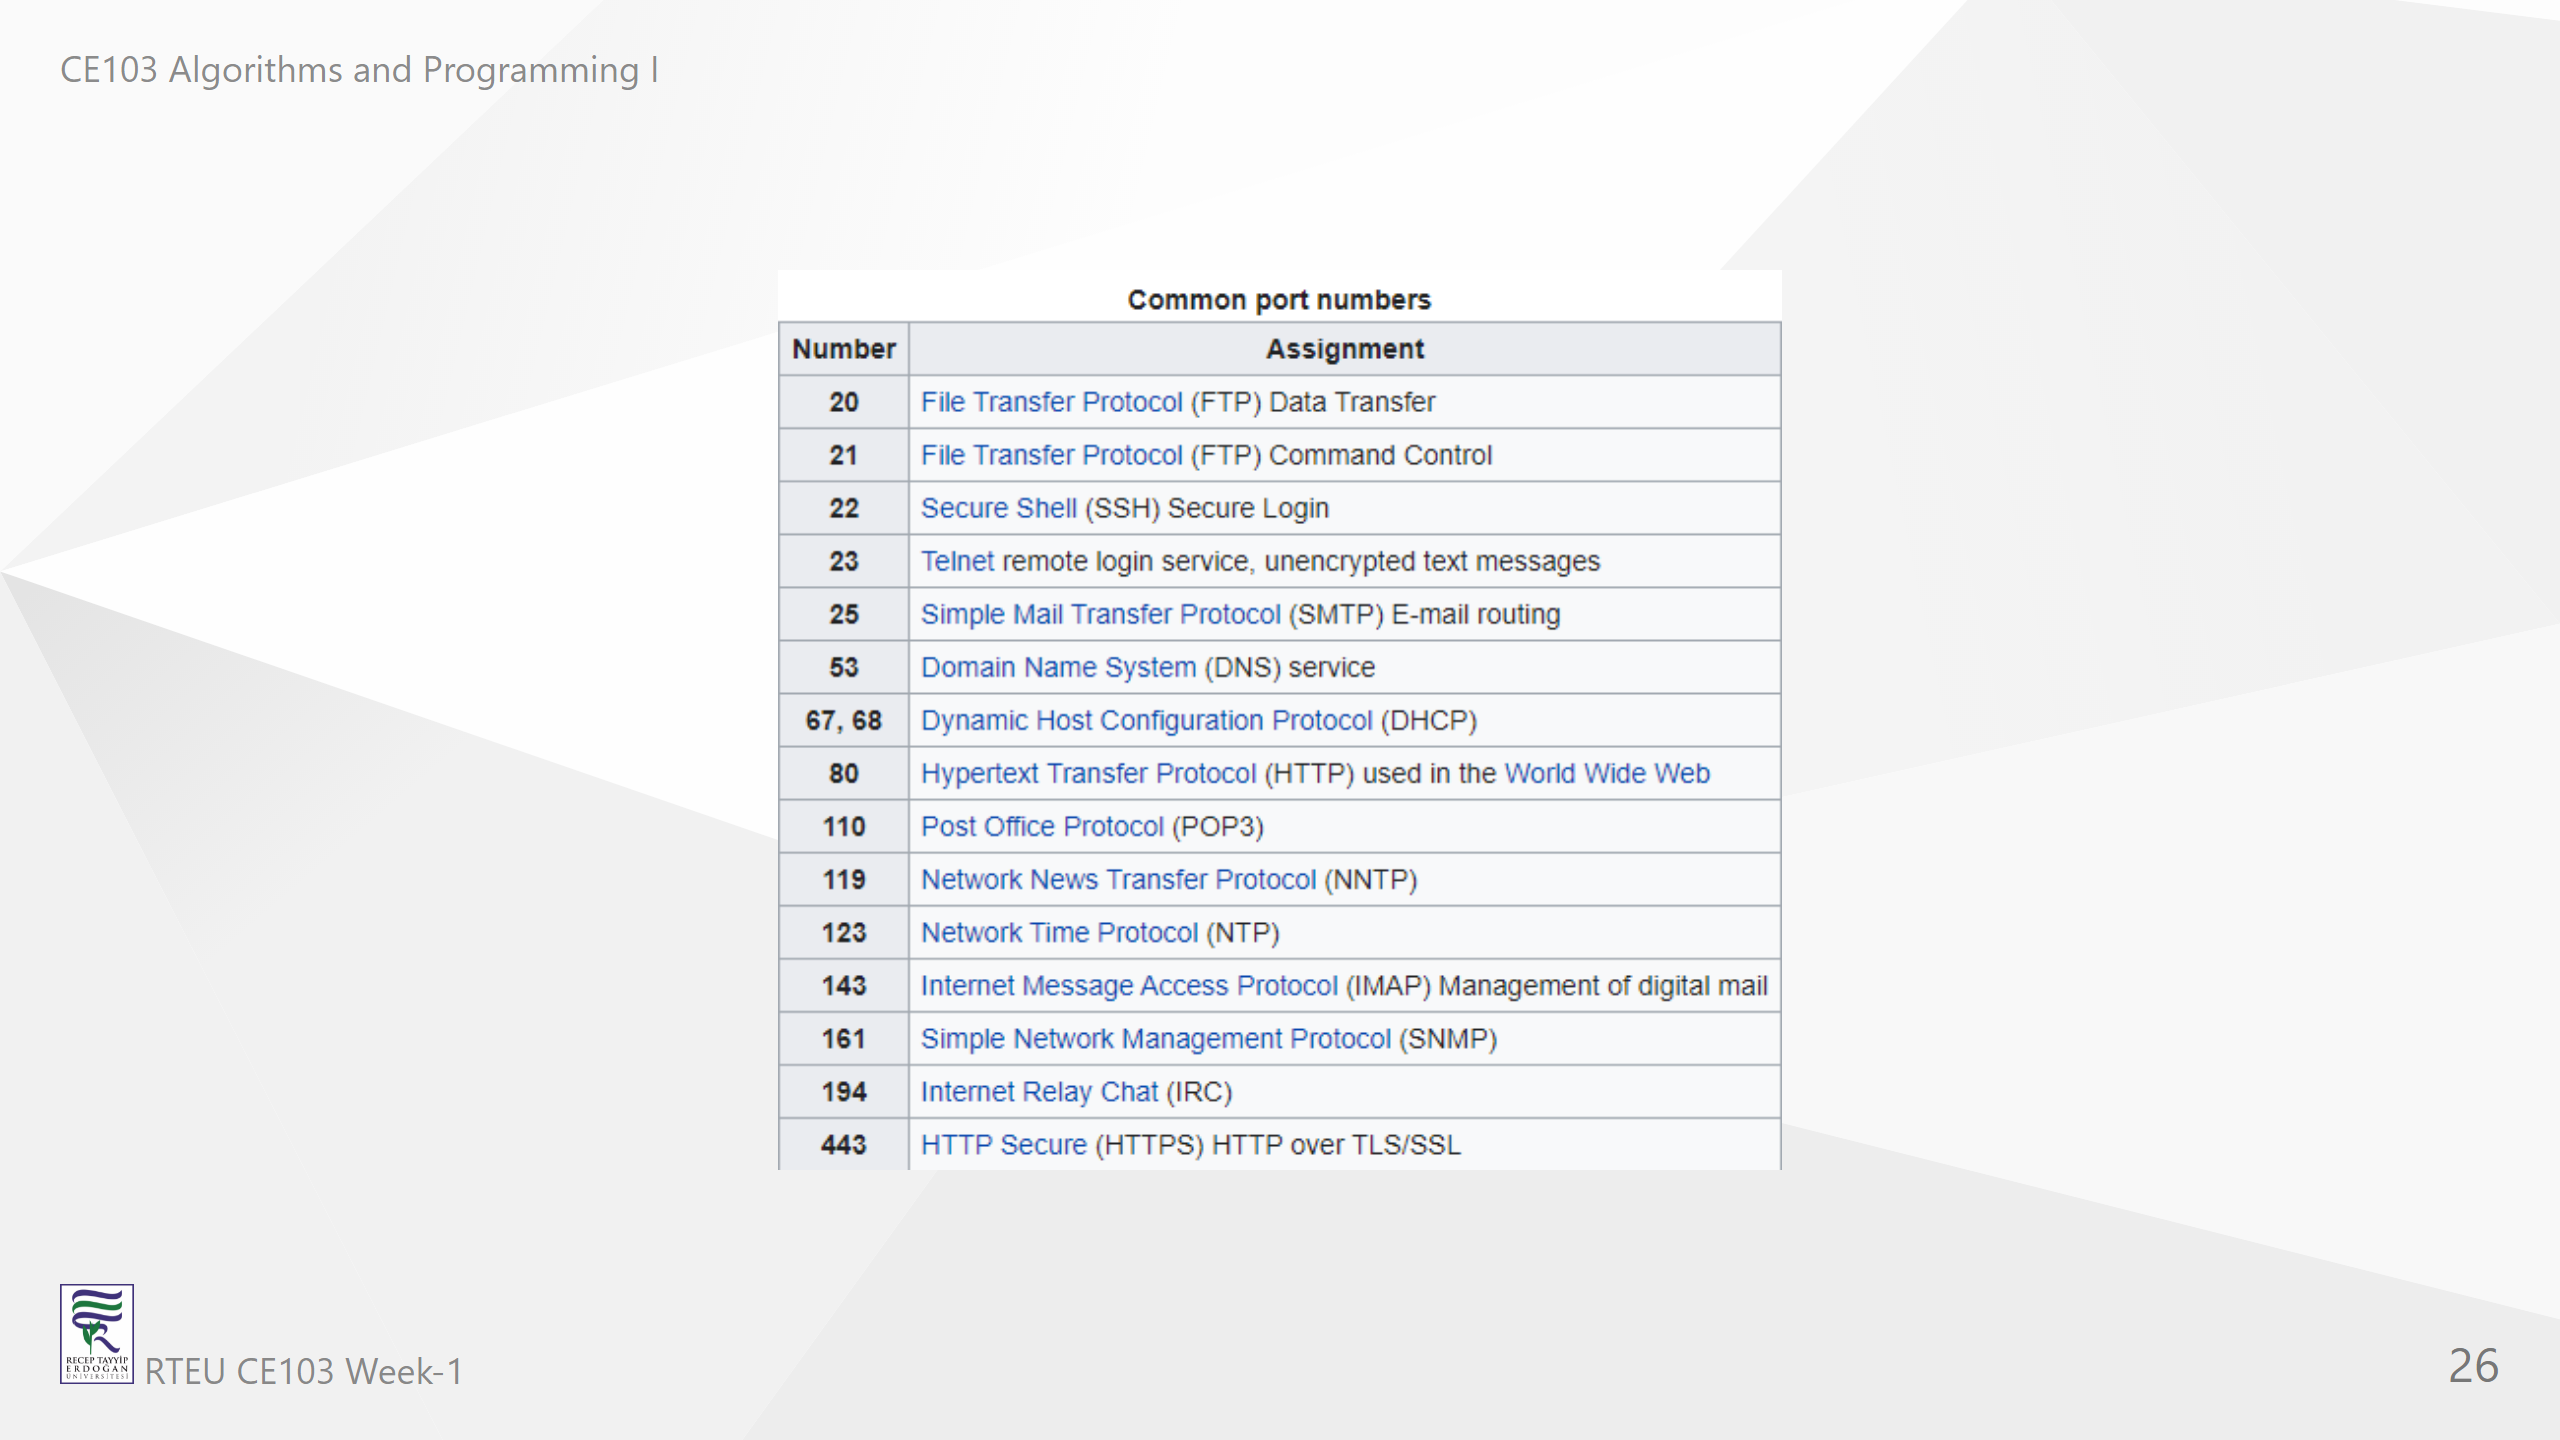 CE103 Algorithms and Programming I
Common port numbers
Number Assignment
20 File Transfer Protocol (FTP) Data Transfer
21 File Transfer Protocol (FTP) Command Control
22 Secure Shell (SSH) Secure Login
23 Telnet remote login service, unencrypted text messages
25 Simple Mail Transfer Protocol (SMTP) E-mail routing
53 Domain Name System (DNS) service
67, 68 Dynamic Host Configuration Protocol (DHCP)
80 Hypertext Transfer Protocol (HTTP) used in the World Wide Web
110 Post Office Protocol (POP3)
119 Network News Transfer Protocol (NNTP)
123 Network Time Protocol (NTP)
143 Internet Message Access Protocol (IMAP) Management of digital mail
161 Simple Network Management Protocol (SNMP)
194 Internet Relay Chat (IRC)
443 HTTP Secure (HTTPS) HTTP over TLS/SSL
RECEP TAYYİP
ERDOĞAN
ÜNİVERSİTESİ
RTEU CE103 Week-1
26